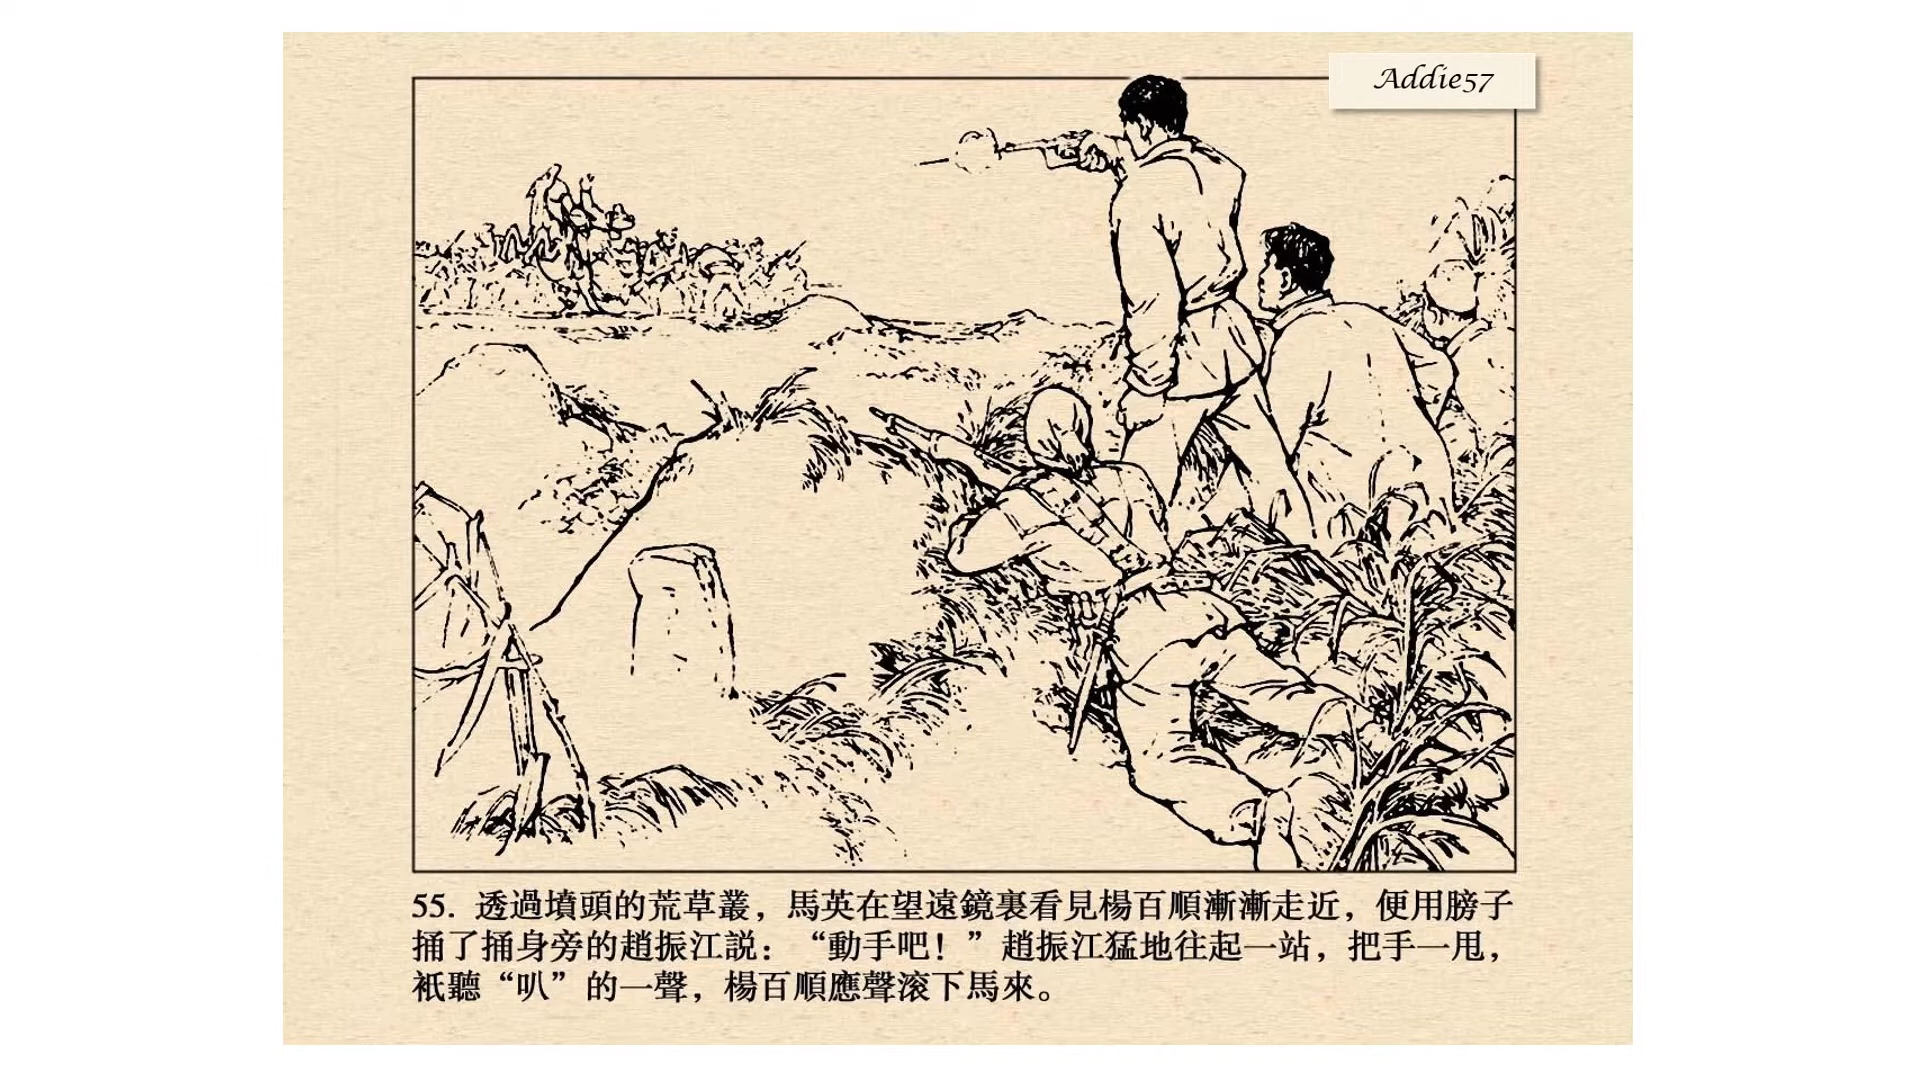 Addie57
55. 透過墳頭的荒草叢，馬英在望遠鏡裏看見楊百順漸漸走近，便用膀子
捅了捅身旁的趙振江説：“動手吧！”趙振江猛地往起一站，把手一甩，
衹聽“叭”的一聲，楊百順應聲滚下馬來。